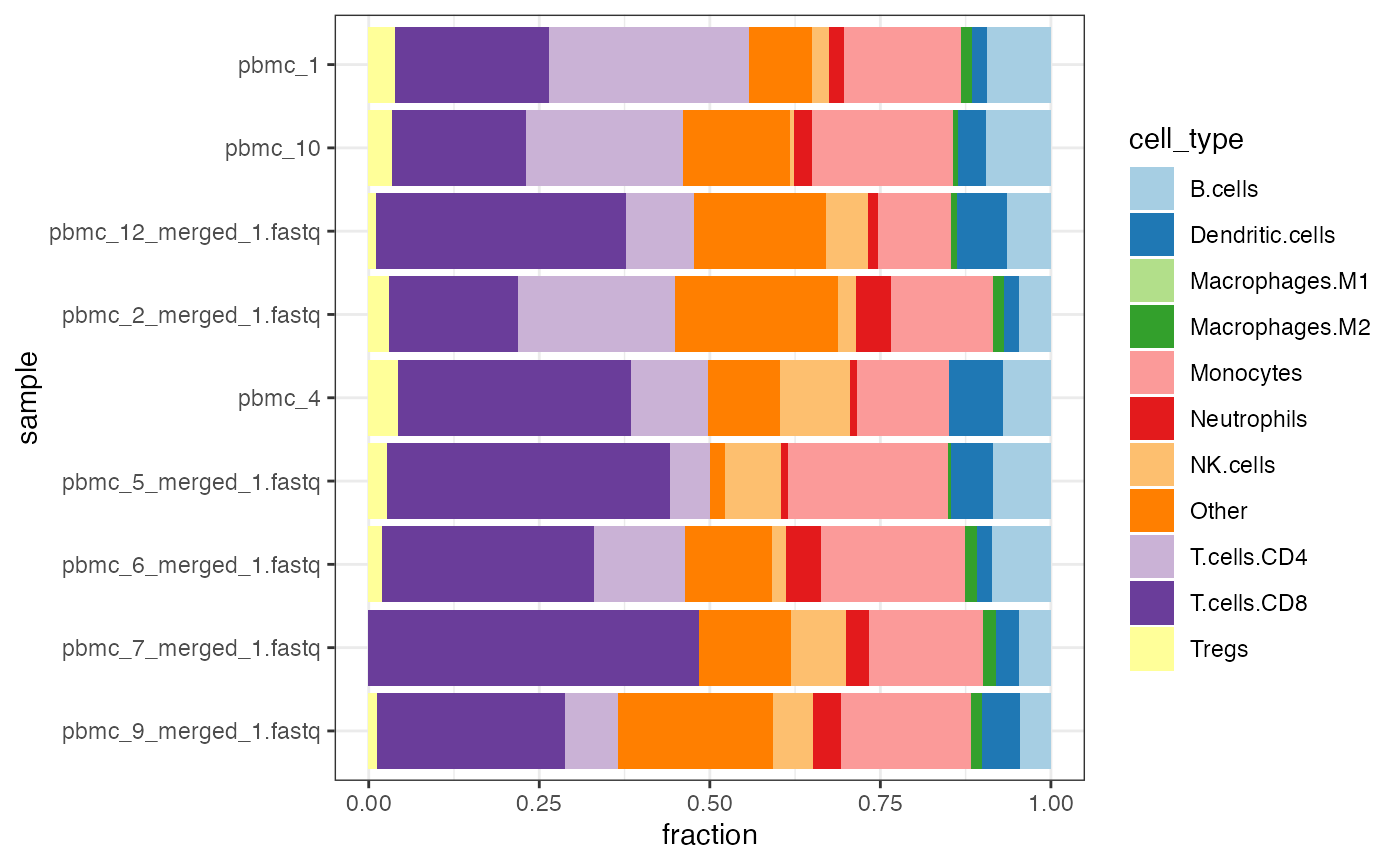 sample
pbmc_1
pbmc_10
pbmc_12_merged_1.fastq
pbmc_2_merged_1.fastq
pbmc_4
pbmc_5_merged_1.fastq
pbmc_6_merged_1.fastq
pbmc_7_merged_1.fastq
pbmc_9_merged_1.fastq
0.00 0.25 0.50 0.75 1.00
fraction
cell_type
B.cells
Dendritic.cells
Macrophages.M1
Macrophages.M2
Monocytes
Neutrophils
NK.cells
Other
T.cells.CD4
T.cells.CD8
Tregs